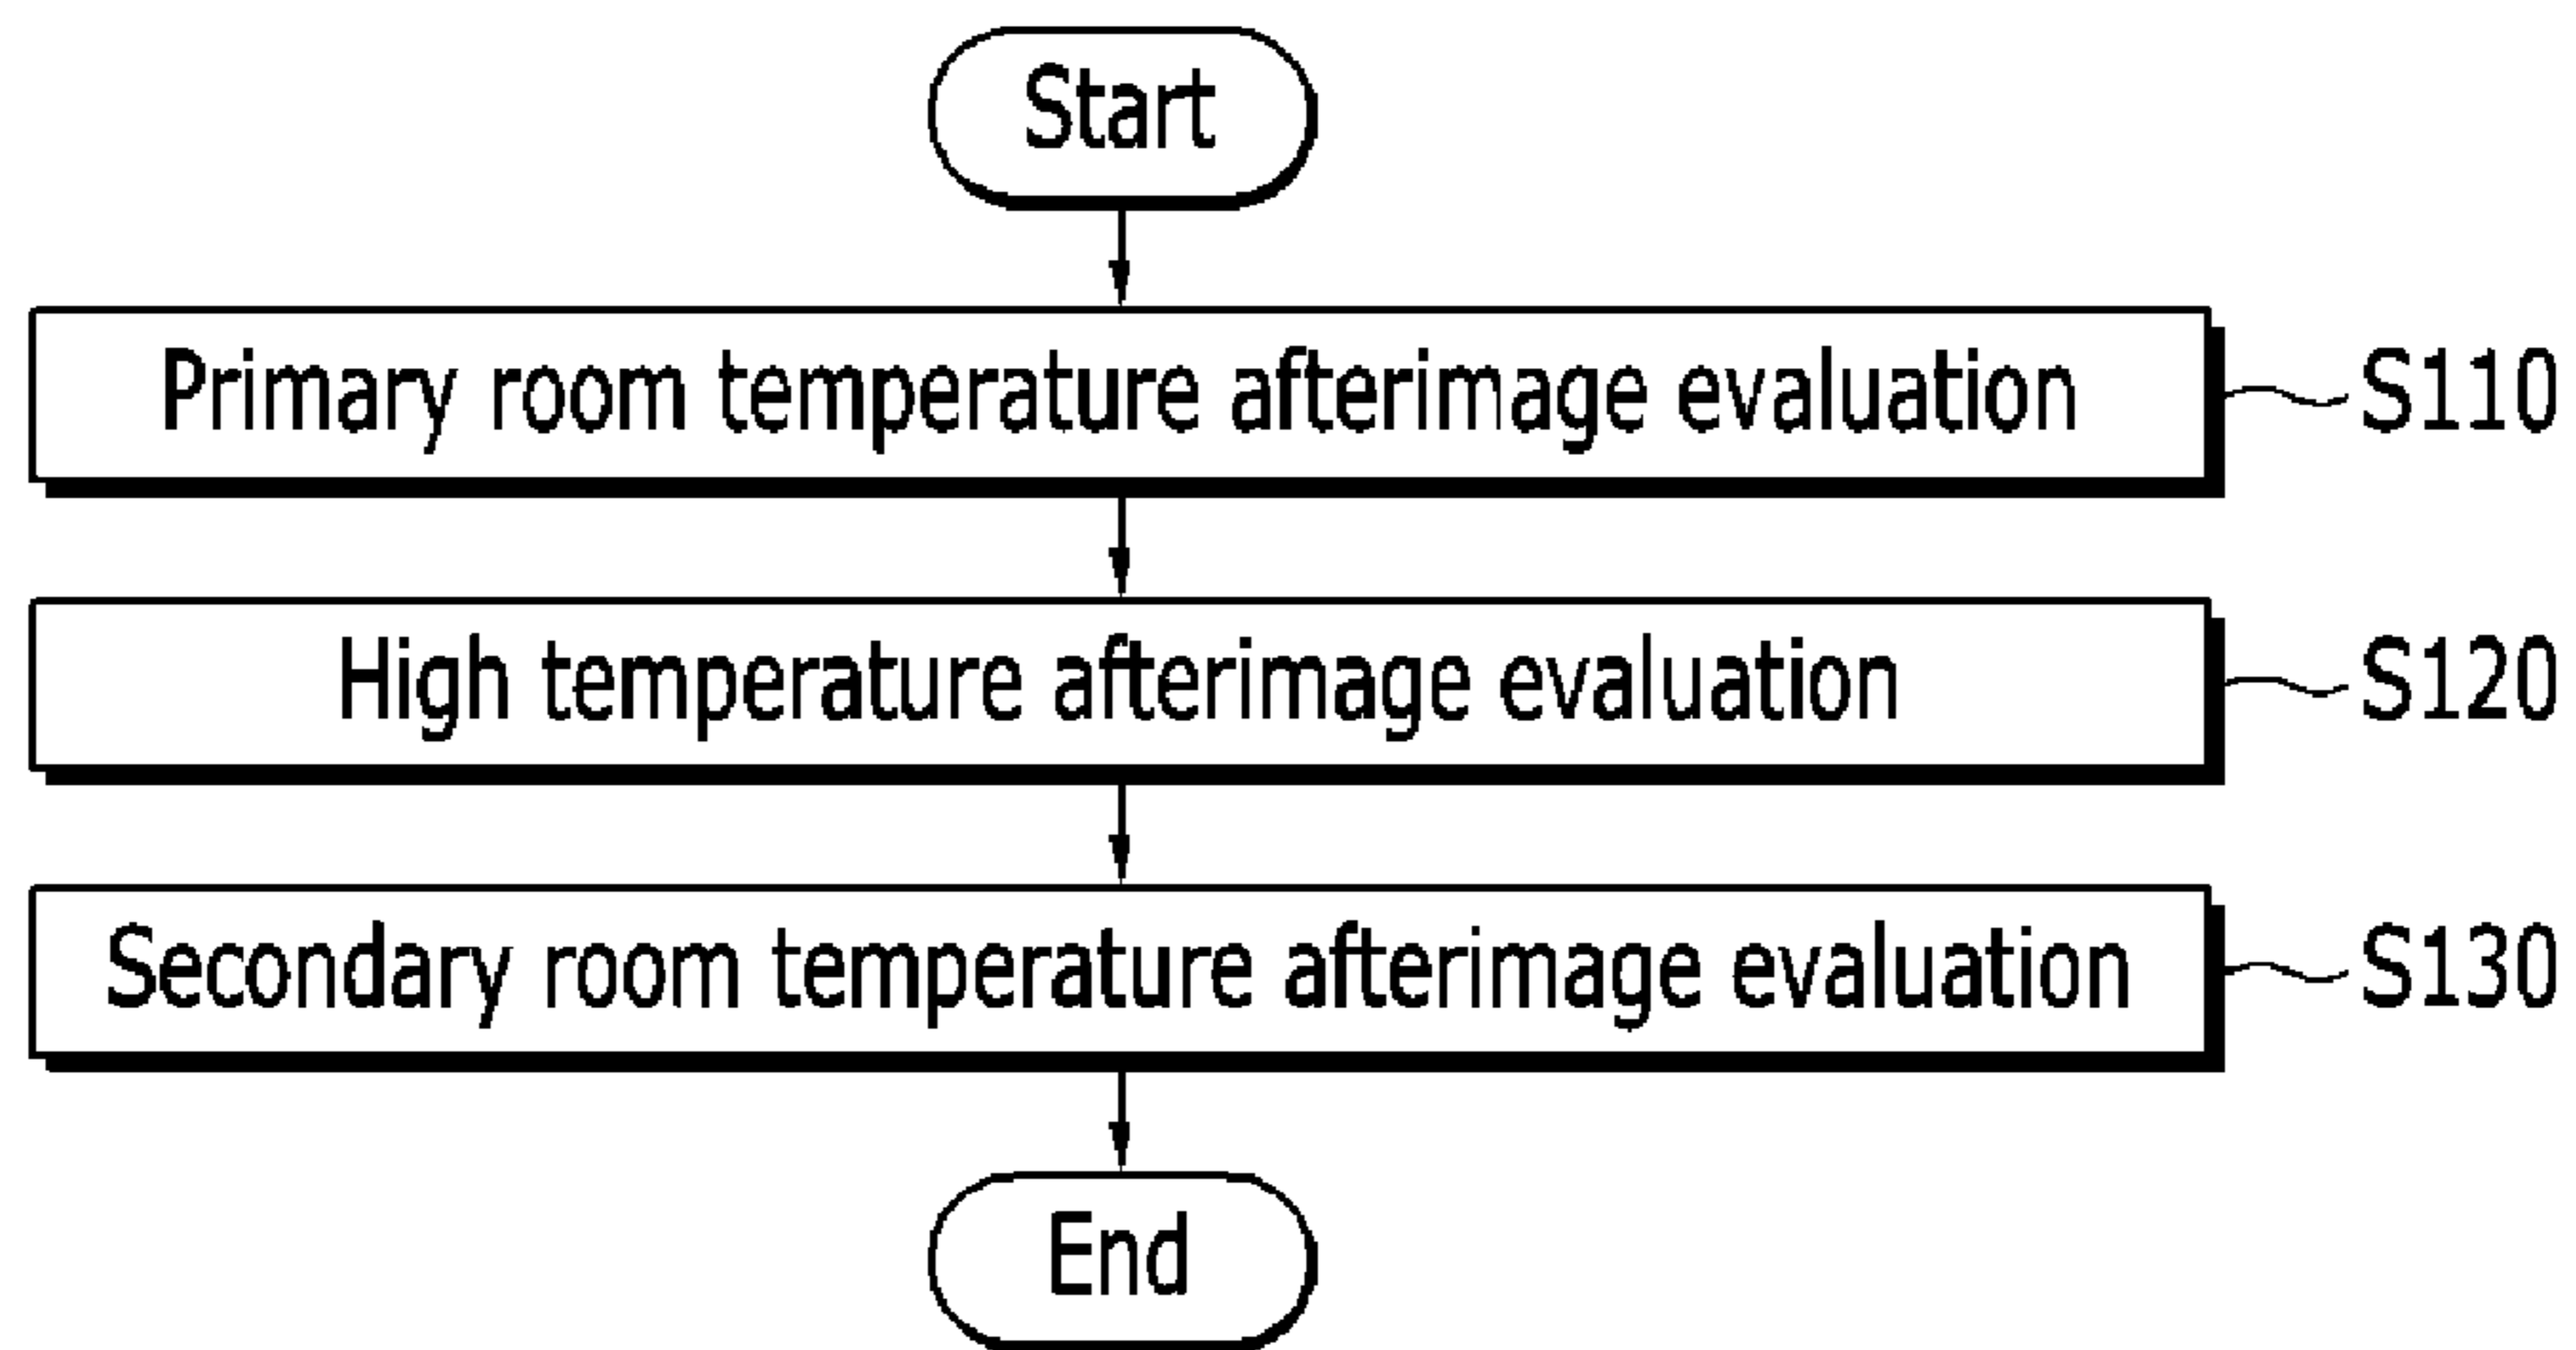 Start
Primary room temperature afterimage evaluation S110
High temperature afterimage evaluation S120
Secondary room temperature afterimage evaluation S130
End